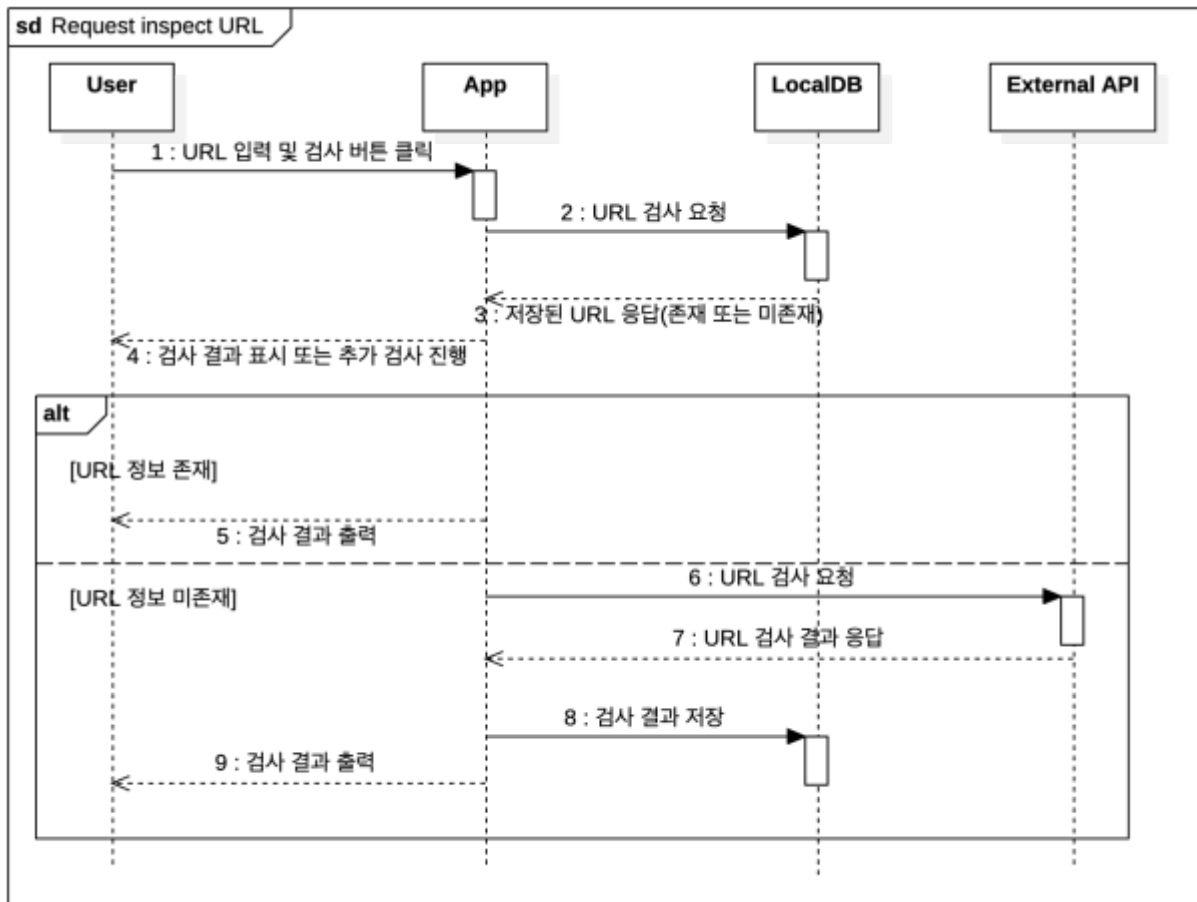 sd Request inspect URL
User
App
LocalDB
External API
1 : URL 입력 및 검사 버튼 클릭
2 : URL 검사 요청
3 : 저장된 URL 응답(존재 또는 미존재)
4 : 검사 결과 표시 또는 추가 검사 진행
alt
[URL 정보 존재]
5 : 검사 결과 출력
6 : URL 검사 요청
[URL 정보 미존재]
7 : URL 검사 결과 응답
8 : 검사 결과 저장
9 : 검사 결과 출력